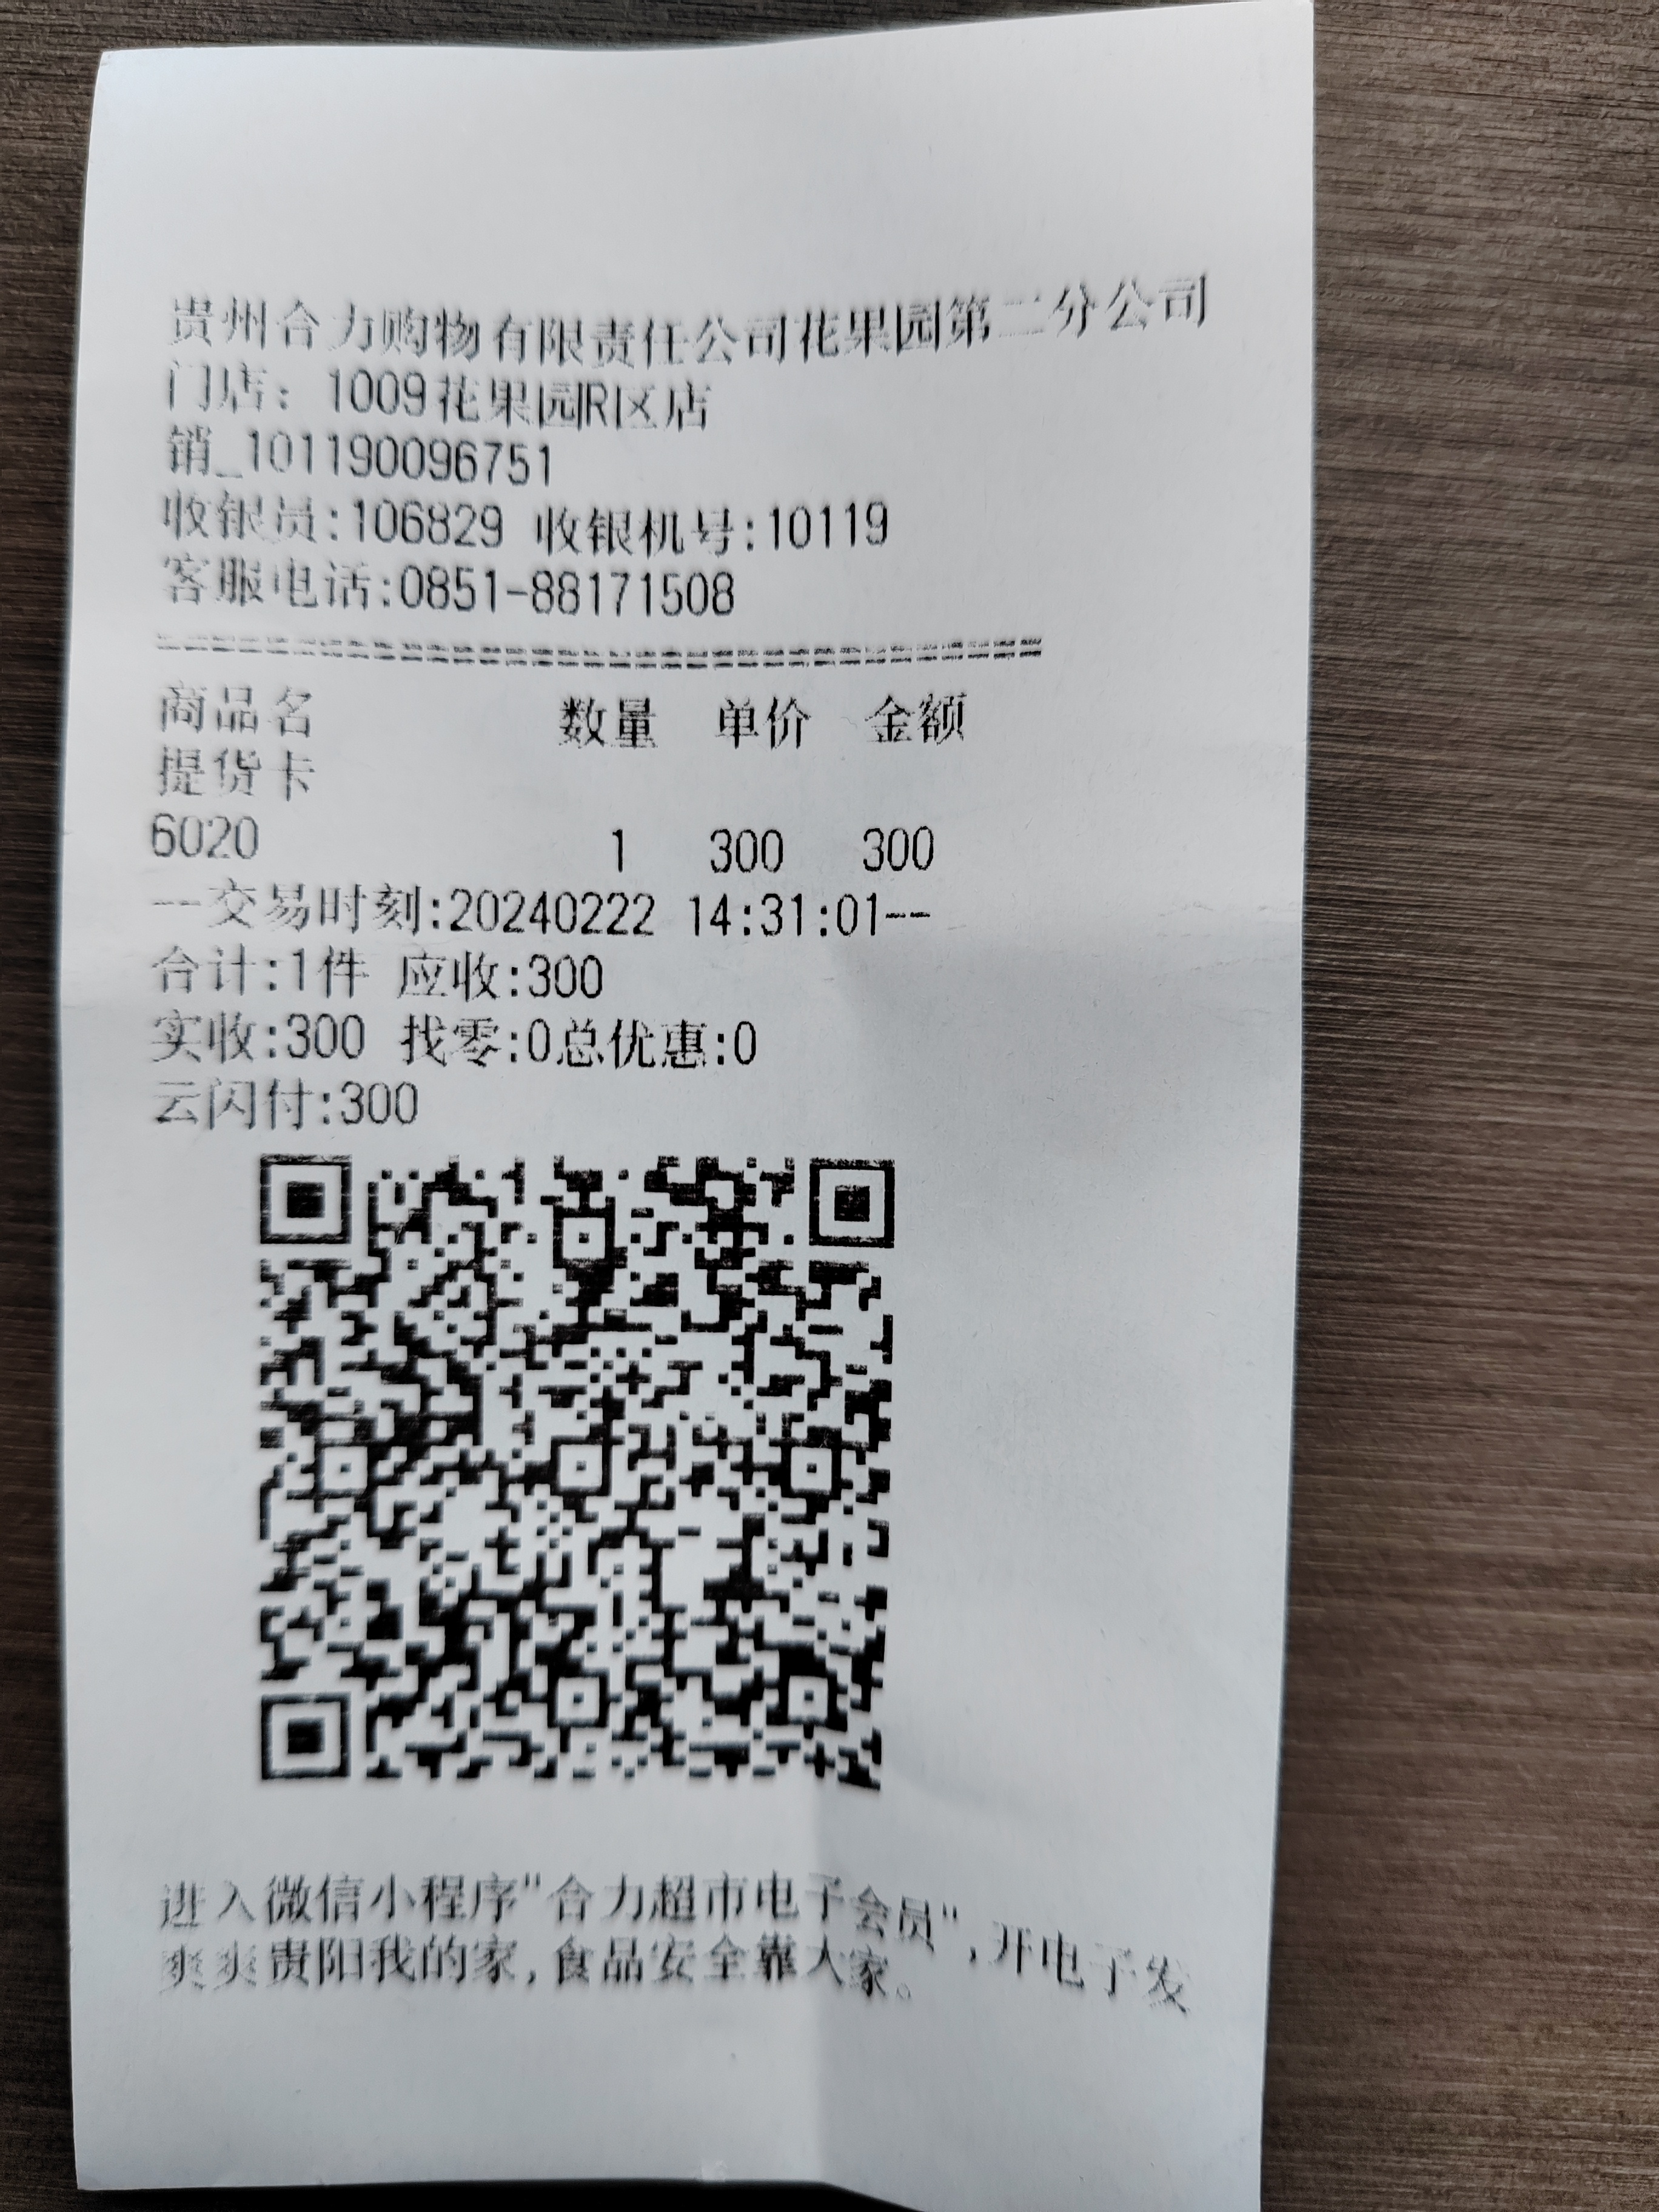 贵州合力购物有限责任公司花果园第二分公司
门店：1009花果园R区店
销_101190096751
收银员:106829 收银机号:10119
客服电话:0851-88171508
===================================
商品名 数量 单价 金额
提货卡
6020 1 300 300
--交易时刻:20240222 14:31:01--
合计:1件 应收:300
实收:300 找零:0总优惠:0
云闪付:300
进入微信小程序"合力超市电子会员",开电子发
爽爽贵阳我的家,食品安全靠大家。